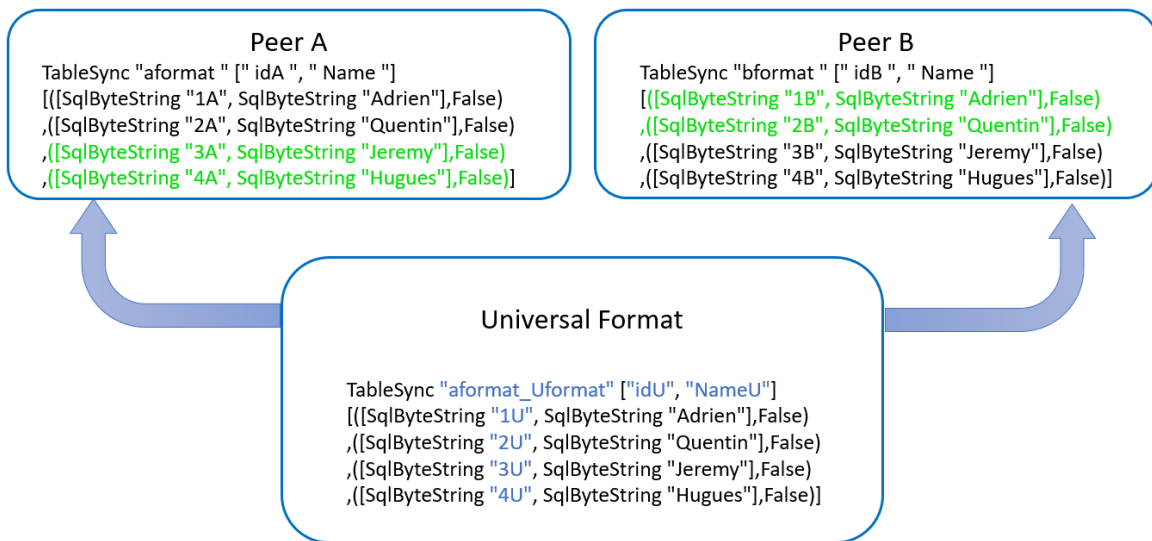 Peer A
TableSync "aformat " [" idA ", " Name "]
[([SqlByteString "1A", SqlByteString "Adrien"],False)
,([SqlByteString "2A", SqlByteString "Quentin"],False)
,([SqlByteString "3A", SqlByteString "Jeremy"],False)
,([SqlByteString "4A", SqlByteString "Hugues"],False)]
Peer B
TableSync "bformat " [" idB ", " Name "]
[([SqlByteString "1B", SqlByteString "Adrien"],False)
,([SqlByteString "2B", SqlByteString "Quentin"],False)
,([SqlByteString "3B", SqlByteString "Jeremy"],False)
,([SqlByteString "4B", SqlByteString "Hugues"],False)]
Universal Format
TableSync "aformat_Uformat" ["idU", "NameU"]
[([SqlByteString "1U", SqlByteString "Adrien"],False)
,([SqlByteString "2U", SqlByteString "Quentin"],False)
,([SqlByteString "3U", SqlByteString "Jeremy"],False)
,([SqlByteString "4U", SqlByteString "Hugues"],False)]